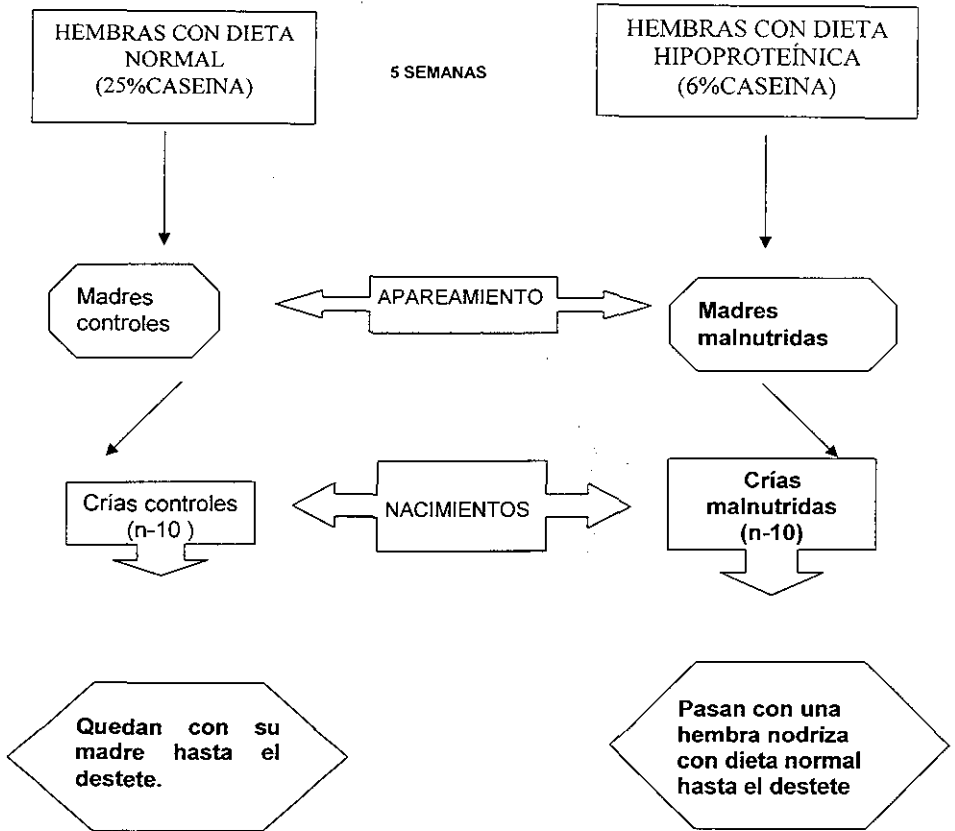 HEMBRAS CON DIETA
NORMAL
(25%CASEINA)
5 SEMANAS
HEMBRAS CON DIETA
HIPOPROTEÍNICA
(6%CASEINA)
Madres
controles
APAREAMIENTO
Madres
malnutridas
Crías controles
(n-10 )
NACIMIENTOS
Crías
malnutridas
(n-10)
Quedan con su
madre hasta el
destete.
Pasan con una
hembra nodriza
con dieta normal
hasta el destete